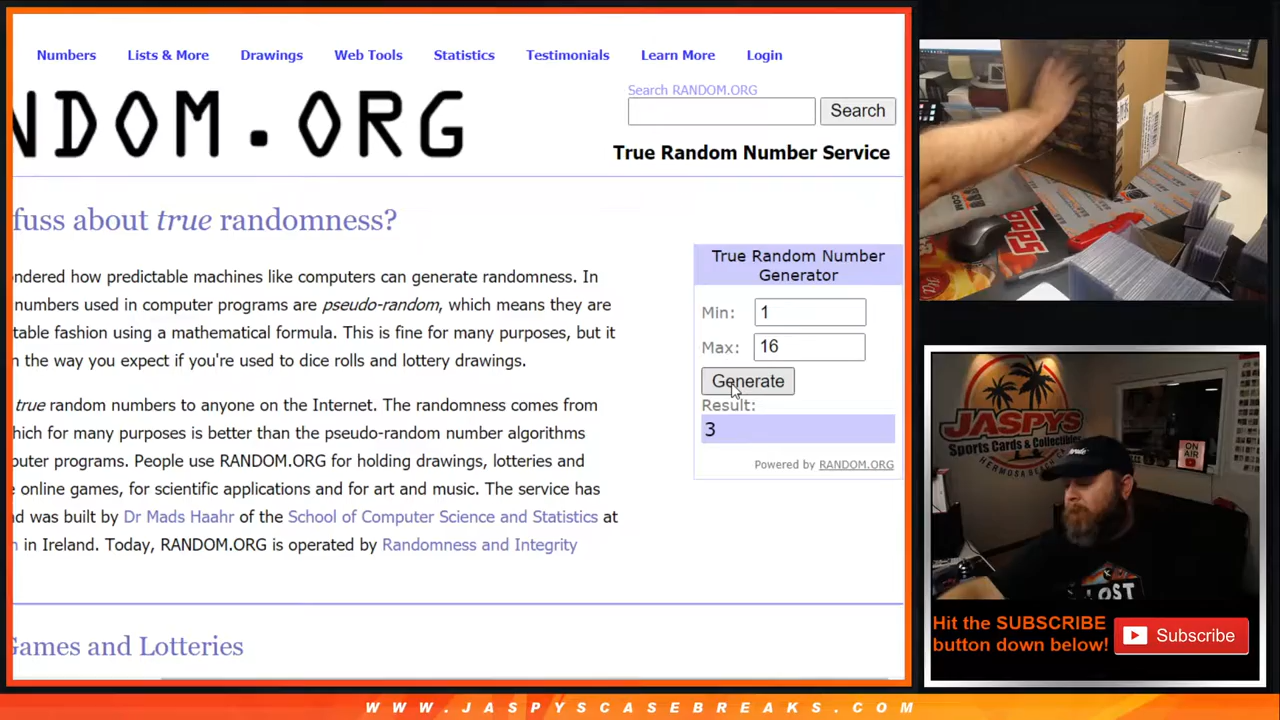 Numbers Lists & More Drawings Web Tools Statistics Testimonials Learn More Login
NDOM.ORG
Search RANDOM.ORG
Search
True Random Number Service
fuss about true randomness?
ondered how predictable machines like computers can generate randomness. In
numbers used in computer programs are pseudo-random, which means they are
table fashion using a mathematical formula. This is fine for many purposes, but it
n the way you expect if you're used to dice rolls and lottery drawings.
true random numbers to anyone on the Internet. The randomness comes from
hich for many purposes is better than the pseudo-random number algorithms
puter programs. People use RANDOM.ORG for holding drawings, lotteries and
online games, for scientific applications and for art and music. The service has
d was built by Dr Mads Haahr of the School of Computer Science and Statistics at
in Ireland. Today, RANDOM.ORG is operated by Randomness and Integrity
Games and Lotteries
True Random Number
Generator
Min: 1
Max: 16
Generate
Result:
3
Powered by RANDOM.ORG
topps
JASPYS
Sports Cards & Collectibles
HERMOSA BEACH
ON
AIR
LOST
Hit the SUBSCRIBE
button down below!
Subscribe
WWW.JASPYSCASEBREAKS.COM